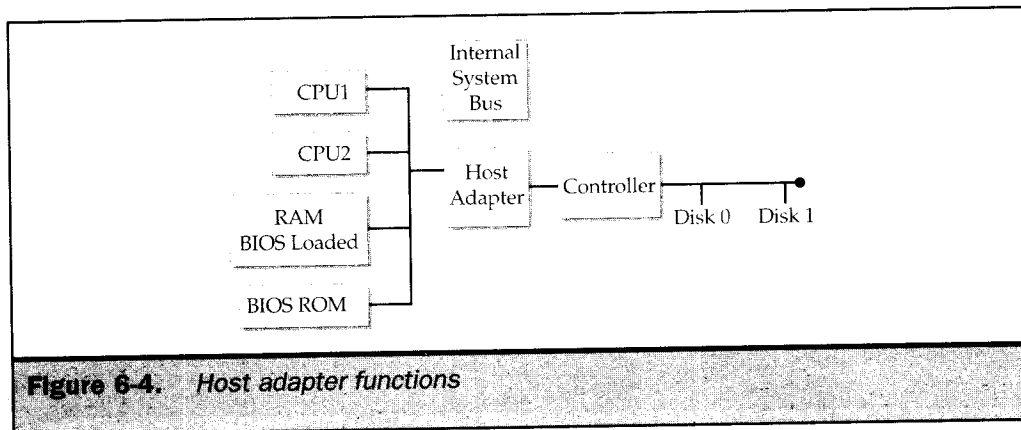 Internal
System
Bus
CPU1
CPU2
RAM
BIOS Loaded
BIOS ROM
Host
Adapter
Controller
Disk 0
Disk 1
Figure 6-4. Host adapter functions